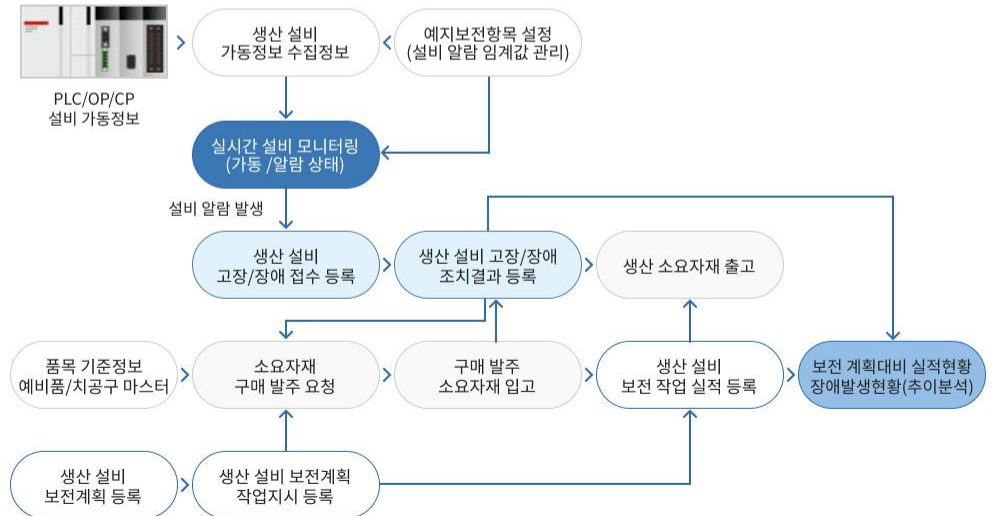 생산 설비
가동정보 수집정보
예지보전항목 설정
(설비 알람 임계값 관리)
PLC/OP/CP
설비 가동정보
실시간 설비 모니터링
(가동 /알람 상태)
설비 알람 발생
생산 설비
고장/장애 접수 등록
생산 설비 고장/장애
조치결과 등록
생산 소요자재 출고
품목 기준정보
예비품/치공구 마스터
소요자재
구매 발주 요청
구매 발주
소요자재 입고
생산 설비
보전 작업 실적 등록
보전 계획대비 실적현황
장애발생현황(추이분석)
생산 설비
보전계획 등록
생산 설비 보전계획
작업지시 등록